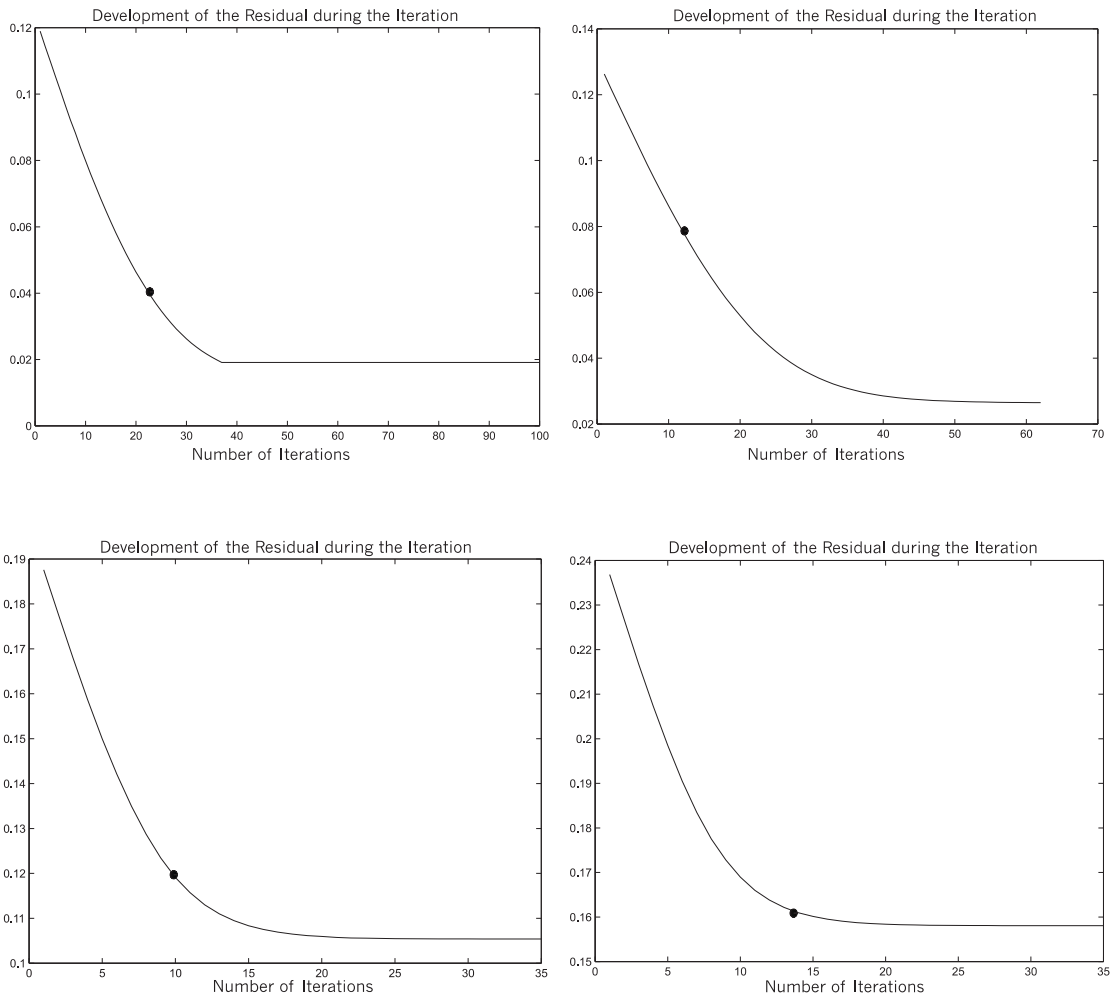 Development of the Residual during the Iteration
0.12
0.1
0.08
0.06
0.04
0.02
0
0 10 20 30 40 50 60 70 80 90 100
Number of Iterations
Development of the Residual during the Iteration
0.14
0.12
0.1
0.08
0.06
0.04
0.02
0 10 20 30 40 50 60 70
Number of Iterations
Development of the Residual during the Iteration
0.19
0.18
0.17
0.16
0.15
0.14
0.13
0.12
0.11
0.1
0 5 10 15 20 25 30 35
Number of Iterations
Development of the Residual during the Iteration
0.24
0.23
0.22
0.21
0.2
0.19
0.18
0.17
0.16
0.15
0 5 10 15 20 25 30 35
Number of Iterations